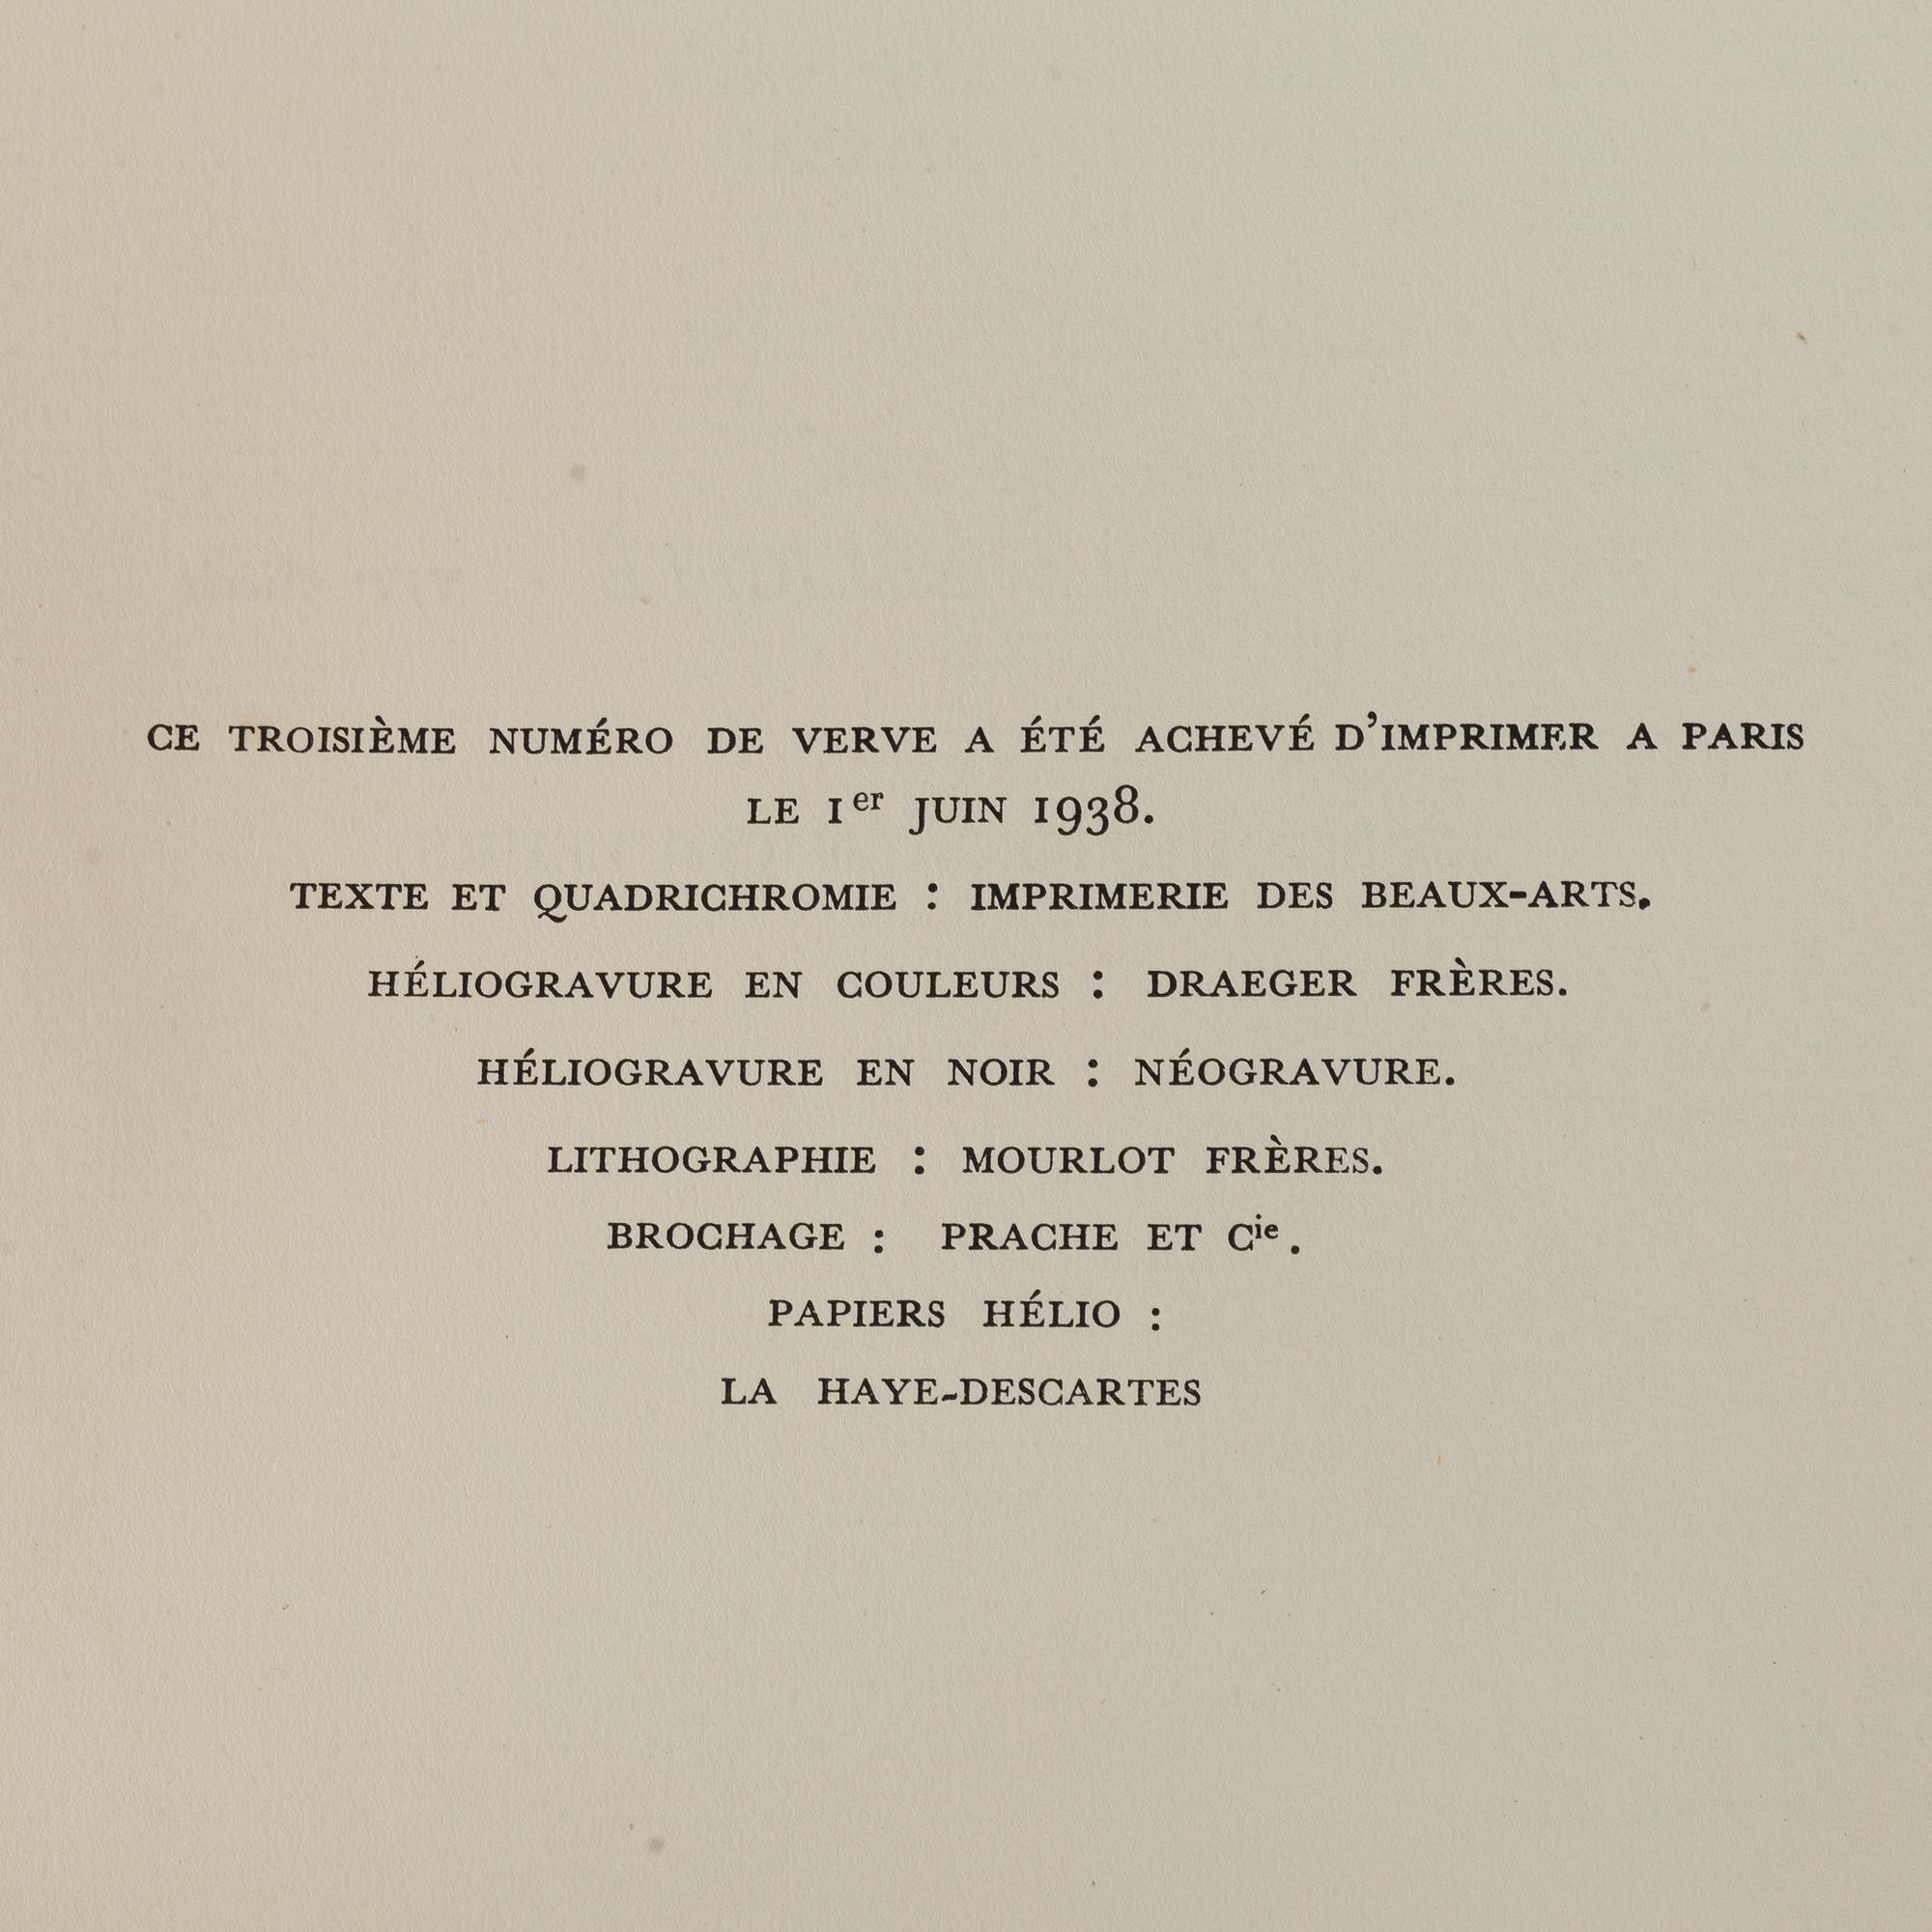 CE TROISIÈME NUMÉRO DE VERVE A ÉTÉ ACHEVÉ D'IMPRIMER A PARIS
LE 1er JUIN 1938.
TEXTE ET QUADRICHROMIE : IMPRIMERIE DES BEAUX-ARTS.
HÉLIOGRAVURE EN COULEURS : DRAEGER FRÈRES.
HÉLIOGRAVURE EN NOIR : NÉOGRAVURE.
LITHOGRAPHIE : MOURLOT FRÈRES.
BROCHAGE : PRACHE ET Cie.
PAPIERS HÉLIO :
LA HAYE-DESCARTES